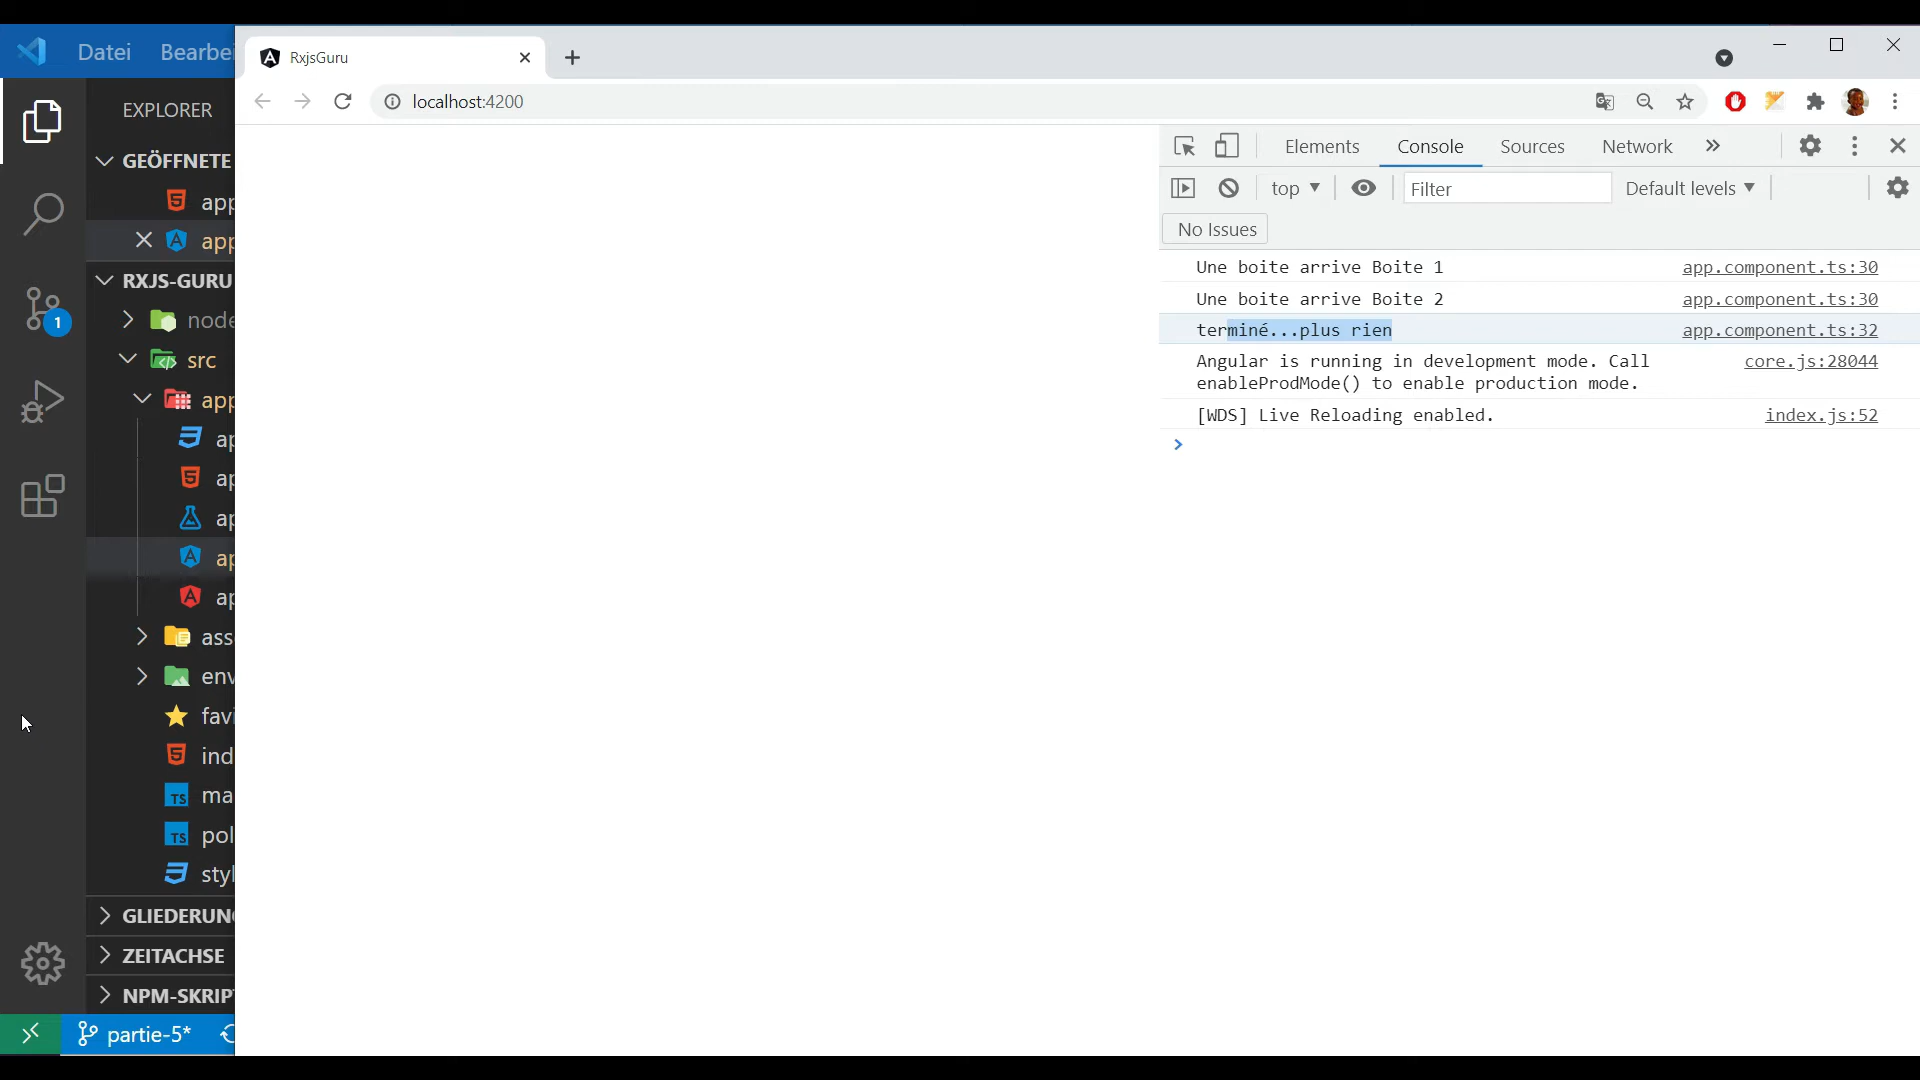 Datei Bearbei
EXPLORER
GEÖFFNETE
app
app
RXJS-GURU
node
src
app
ap
ap
ap
ap
ap
ass
env
favi
ind
ma
pol
styl
GLIEDERUNG
ZEITACHSE
NPM-SKRIP
1
partie-5*
RxjsGuru
localhost:4200
Elements Console Sources Network
top Filter Default levels
No Issues
Une boite arrive Boite 1 app.component.ts:30
Une boite arrive Boite 2 app.component.ts:30
terminé...plus rien app.component.ts:32
Angular is running in development mode. Call core.js:28044
enableProdMode() to enable production mode.
[WDS] Live Reloading enabled. index.js:52